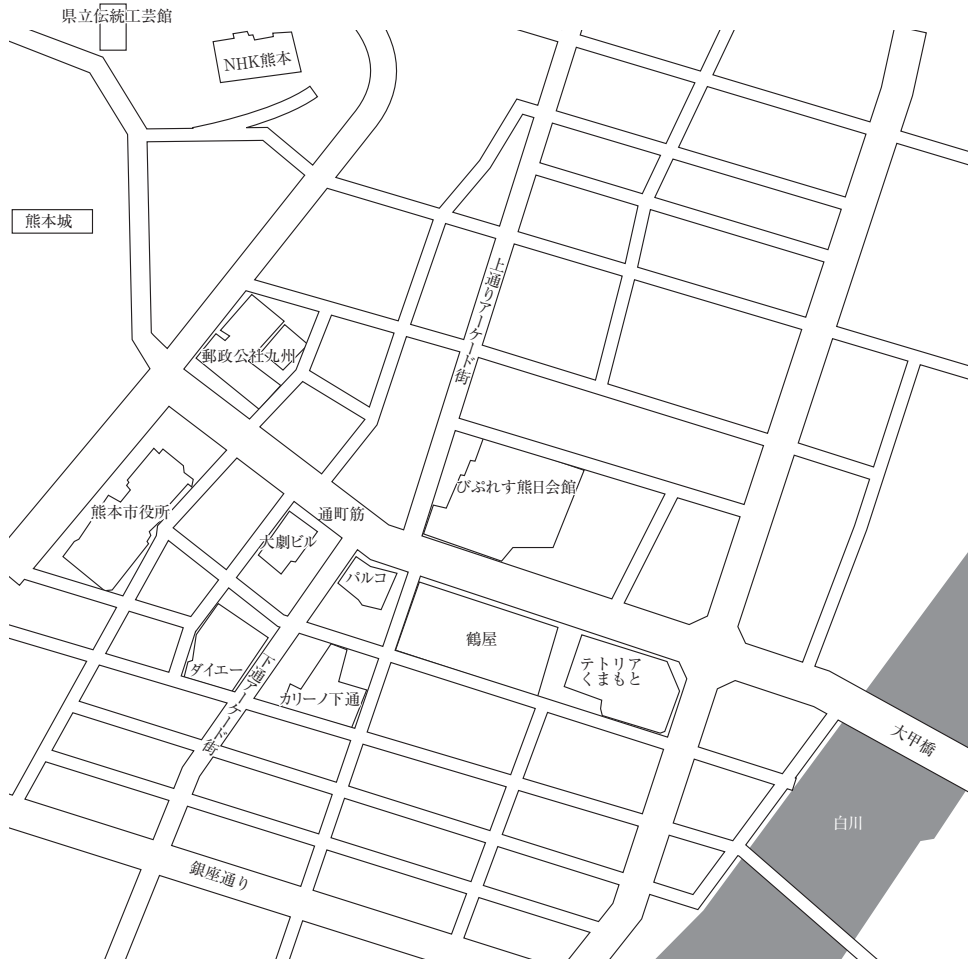 県立伝統工芸館
NHK熊本
熊本城
上通りアーケード街
郵政公社九州
びぷれす熊日会館
熊本市役所
通町筋
大劇ビル
パルコ
鶴屋
テトリア
くまもと
ダイエー
下通アーケード街
カリーノ下通
大甲橋
白川
銀座通り